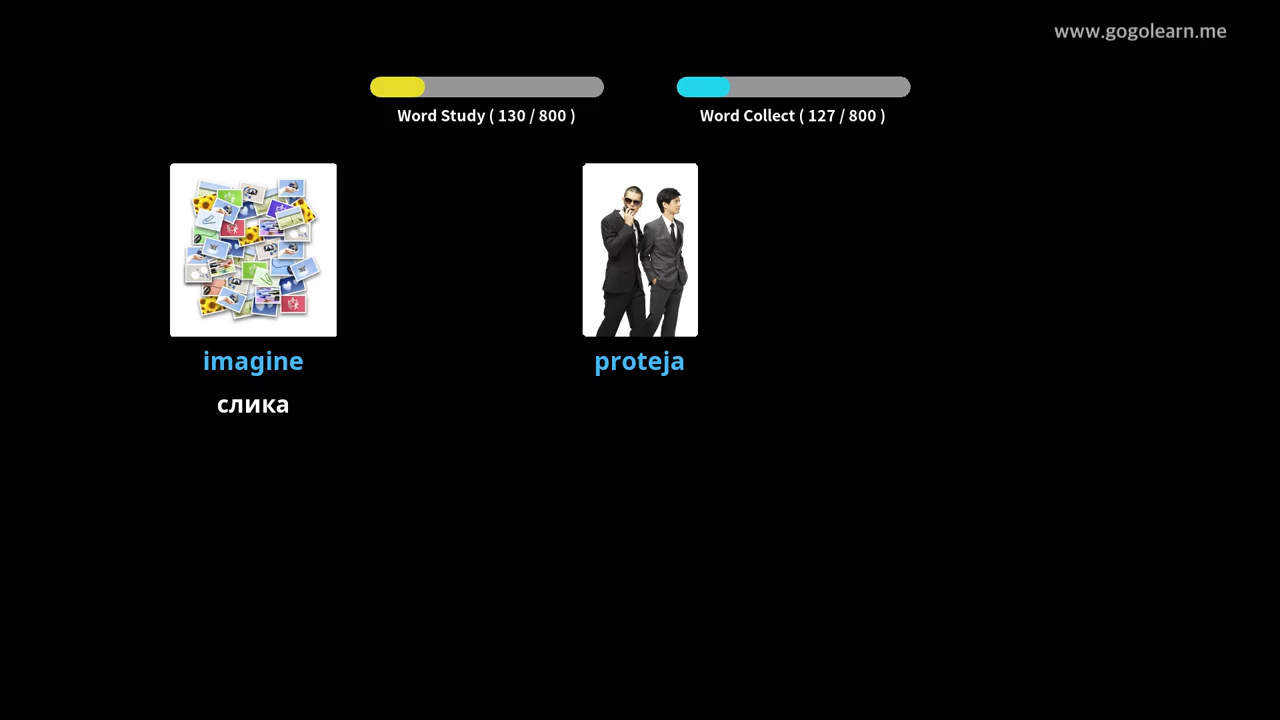 www.gogolearn.me
Word Study ( 130 / 800 )
Word Collect ( 127 / 800 )
imagine
proteja
слика